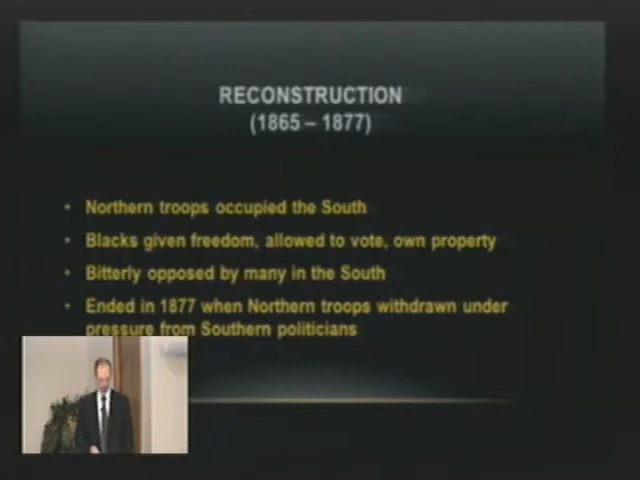 RECONSTRUCTION
(1865 – 1877)
• Northern troops occupied the South
• Blacks given freedom, allowed to vote, own property
• Bitterly opposed by many in the South
• Ended in 1877 when Northern troops withdrawn under
pressure from Southern politicians